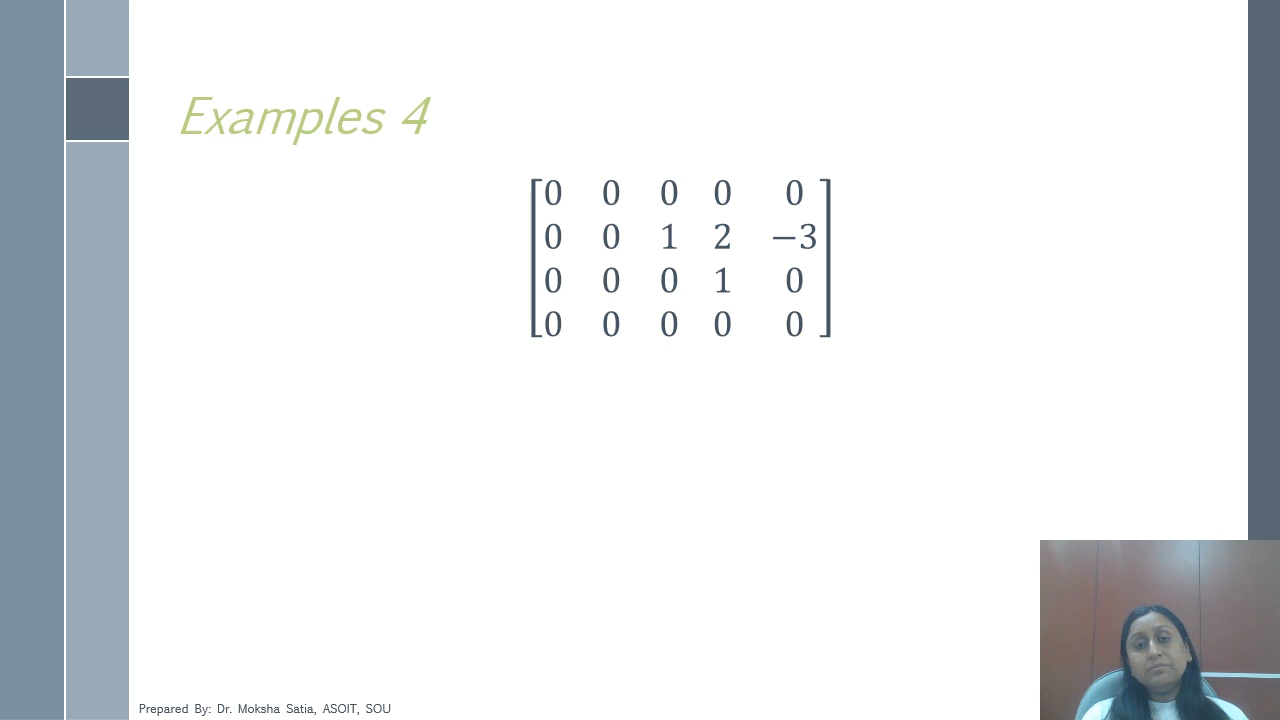 Examples 4
0 0 0 0 0
0 0 1 2 −3
0 0 0 1 0
0 0 0 0 0
Prepared By: Dr. Moksha Satia, ASOIT, SOU